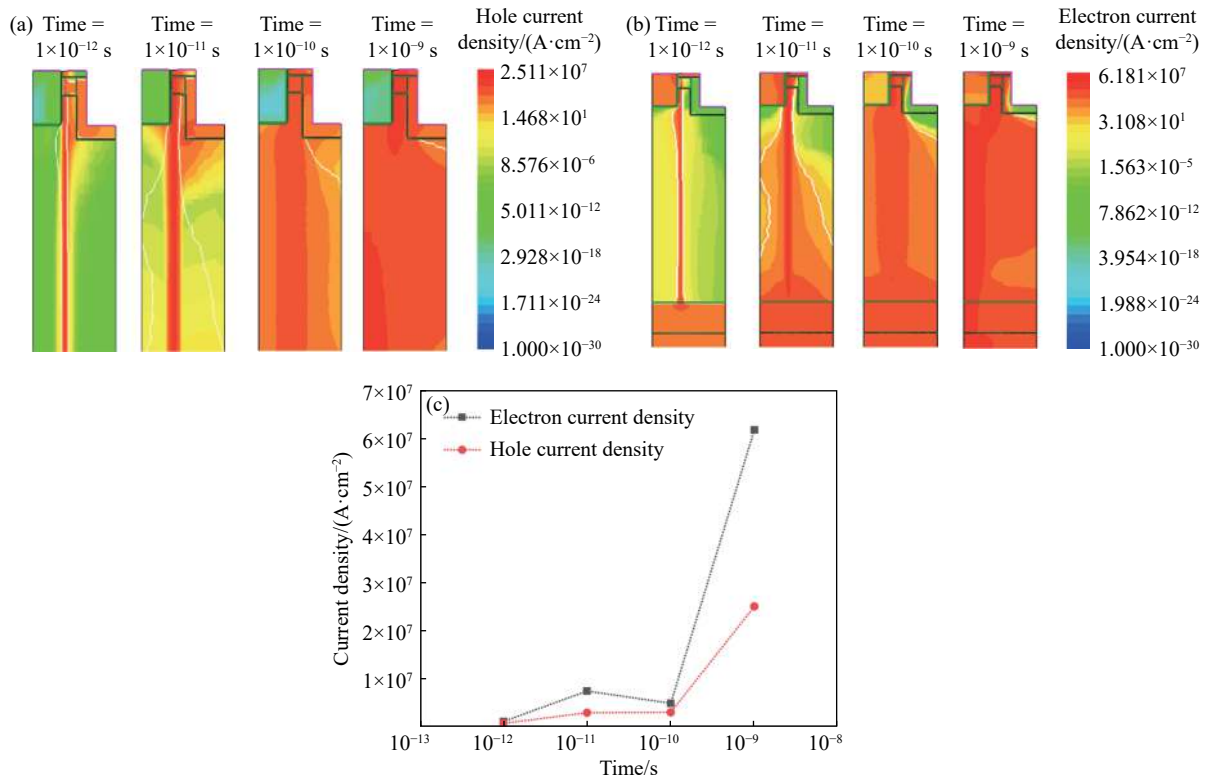 (a)
Time =
1×10⁻¹² s
Time =
1×10⁻¹¹ s
Time =
1×10⁻¹⁰ s
Time =
1×10⁻⁹ s
Hole current
density/(A·cm⁻²)
2.511×10⁷
1.468×10¹
8.576×10⁻⁶
5.011×10⁻¹²
2.928×10⁻¹⁸
1.711×10⁻²⁴
1.000×10⁻³⁰
(b)
Time =
1×10⁻¹² s
Time =
1×10⁻¹¹ s
Time =
1×10⁻¹⁰ s
Time =
1×10⁻⁹ s
Electron current
density/(A·cm⁻²)
6.181×10⁷
3.108×10¹
1.563×10⁻⁵
7.862×10⁻¹²
3.954×10⁻¹⁸
1.988×10⁻²⁴
1.000×10⁻³⁰
(c)
Electron current density
Hole current density
Current density/(A·cm⁻²)
7×10⁷
6×10⁷
5×10⁷
4×10⁷
3×10⁷
2×10⁷
1×10⁷
10⁻¹³
10⁻¹²
10⁻¹¹
10⁻¹⁰
10⁻⁹
10⁻⁸
Time/s